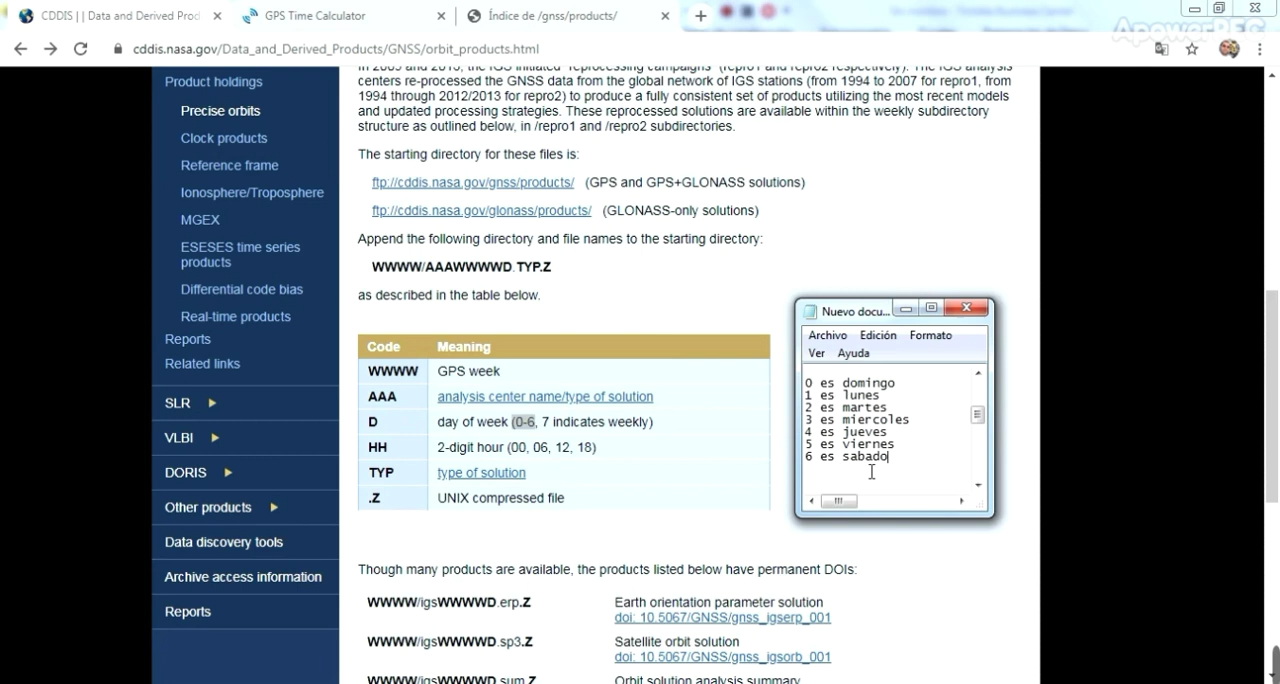 CDDIS | | Data and Derived Prod
GPS Time Calculator
Índice de /gnss/products/
ApowerREC
cddis.nasa.gov/Data_and_Derived_Products/GNSS/orbit_products.html
Product holdings
Precise orbits
Clock products
Reference frame
Ionosphere/Troposphere
MGEX
ESESES time series
products
Differential code bias
Real-time products
Reports
Related links
SLR
VLBI
DORIS
Other products
Data discovery tools
Archive access information
Reports
centers re-processed the GNSS data from the global network of IGS stations (from 1994 to 2007 for repro1, from
1994 through 2012/2013 for repro2) to produce a fully consistent set of products utilizing the most recent models
and updated processing strategies. These reprocessed solutions are available within the weekly subdirectory
structure as outlined below, in /repro1 and /repro2 subdirectories.
The starting directory for these files is:
ftp://cddis.nasa.gov/gnss/products/ (GPS and GPS+GLONASS solutions)
ftp://cddis.nasa.gov/glonass/products/ (GLONASS-only solutions)
Append the following directory and file names to the starting directory:
WWWW/AAAWWWWD.TYP.Z
as described in the table below.
Code Meaning
WWWW GPS week
AAA analysis center name/type of solution
D day of week (0-6, 7 indicates weekly)
HH 2-digit hour (00, 06, 12, 18)
TYP type of solution
.Z UNIX compressed file
Nuevo docu...
Archivo Edición Formato
Ver Ayuda
0 es domingo
1 es lunes
2 es martes
3 es miercoles
4 es jueves
5 es viernes
6 es sabado
Though many products are available, the products listed below have permanent DOIs:
WWWW/igsWWWWD.erp.Z Earth orientation parameter solution
doi: 10.5067/GNSS/gnss_igserp_001
WWWW/igsWWWWD.sp3.Z Satellite orbit solution
doi: 10.5067/GNSS/gnss_igsorb_001
WWWW/igsWWWWD.sum.Z Orbit solution analysis summary